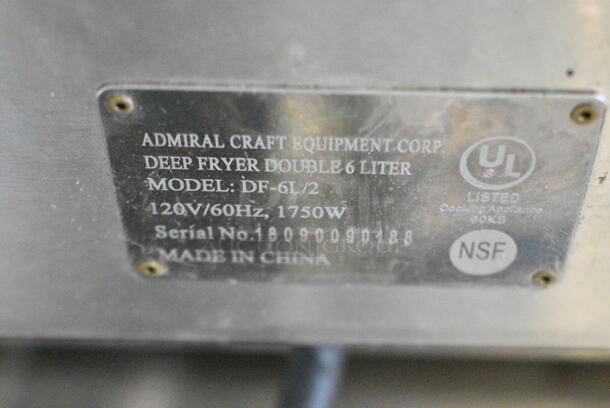 ADMIRAL CRAFT EQUIPMENT CORP.
DEEP FRYER DOUBLE 6 LITER
MODEL: DF-6L/2
120V/60Hz, 1750W
Serial No.18090090188
MADE IN CHINA
UL
LISTED
Cooking Appliance
60KB
NSF